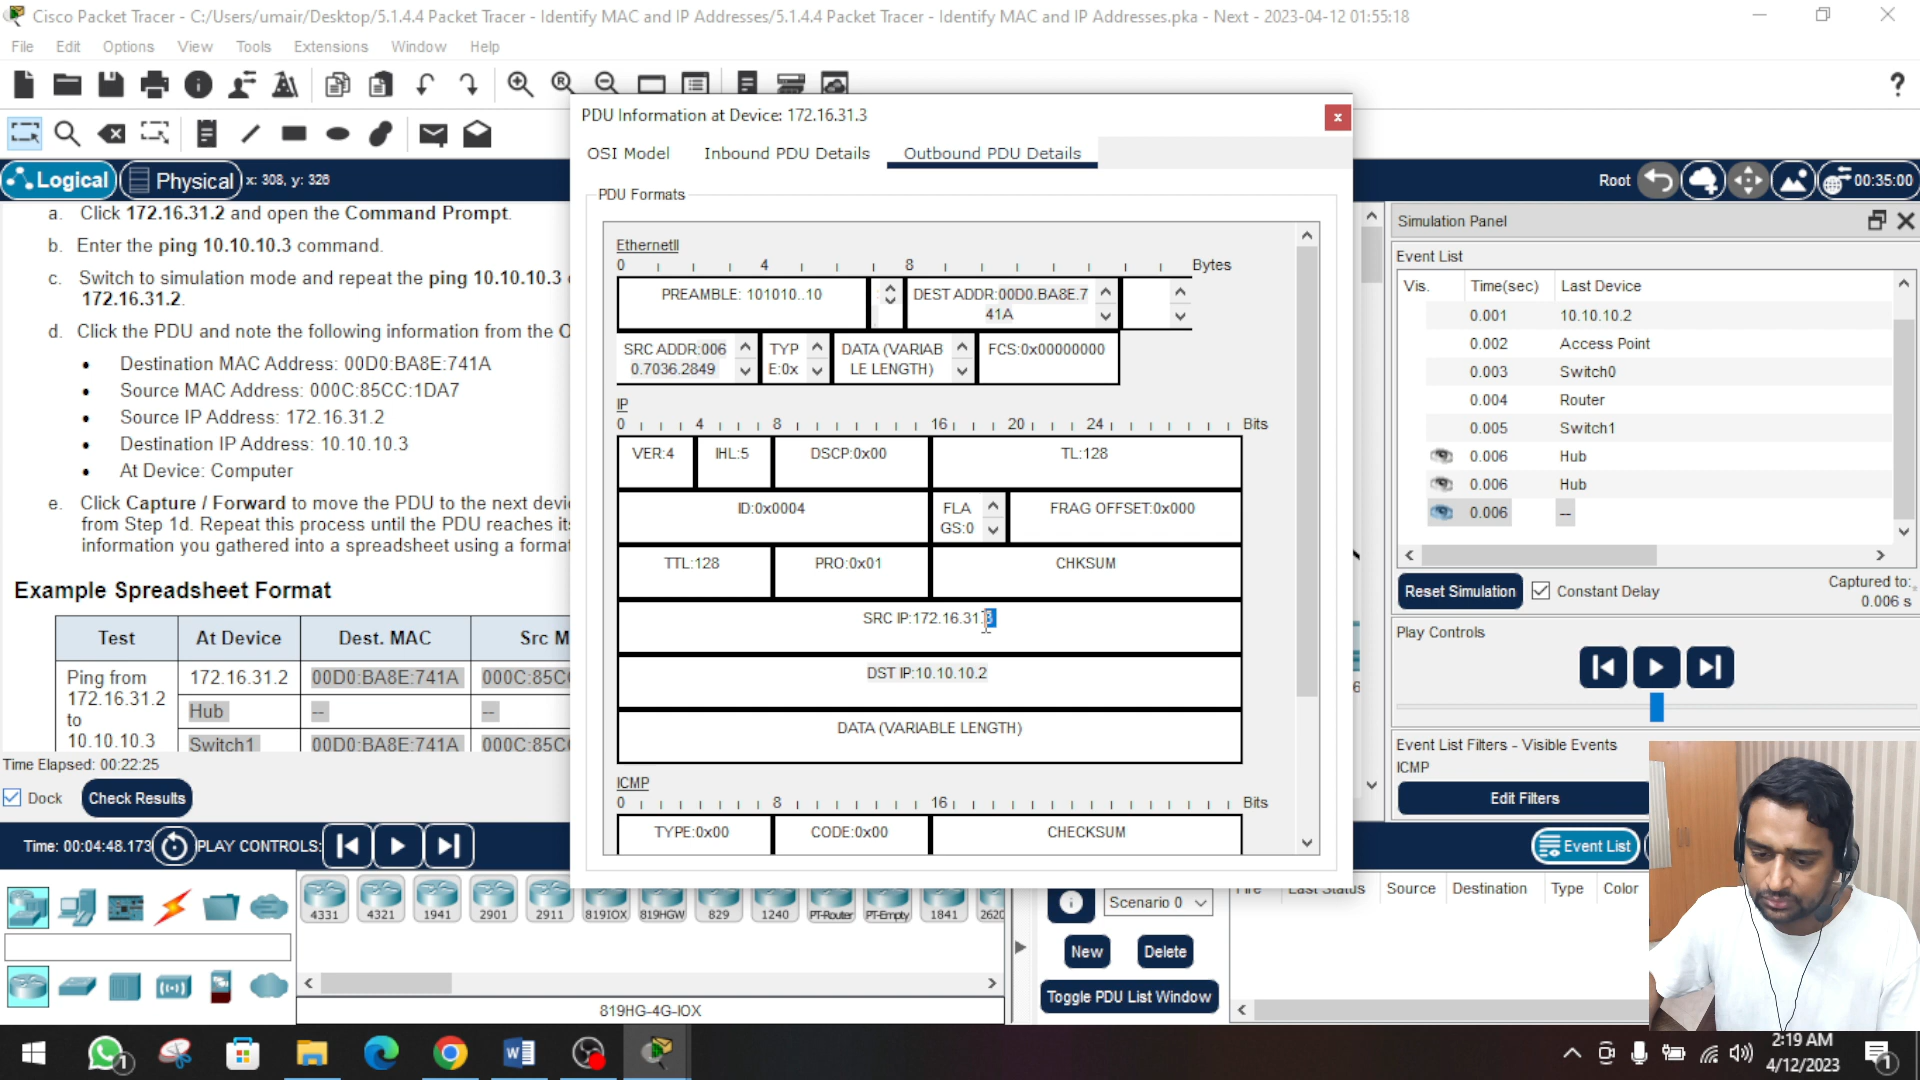 Cisco Packet Tracer - C:/Users/umair/Desktop/5.1.4.4 Packet Tracer - Identify MAC and IP Addresses/5.1.4.4 Packet Tracer - Identify MAC and IP Addresses.pka - Next - 2023-04-12 01:55:18
File Edit Options View Tools Extensions Window Help
Logical Physical x: 308, y: 326
Root 00:35:00
a. Click 172.16.31.2 and open the Command Prompt.
b. Enter the ping 10.10.10.3 command.
c. Switch to simulation mode and repeat the ping 10.10.10.3
172.16.31.2.
d. Click the PDU and note the following information from the O
• Destination MAC Address: 00D0:BA8E:741A
• Source MAC Address: 000C:85CC:1DA7
• Source IP Address: 172.16.31.2
• Destination IP Address: 10.10.10.3
• At Device: Computer
e. Click Capture / Forward to move the PDU to the next devi
from Step 1d. Repeat this process until the PDU reaches it
information you gathered into a spreadsheet using a forma
Example Spreadsheet Format
Test At Device Dest. MAC Src M
Ping from
172.16.31.2
to
10.10.10.3
172.16.31.2 00D0:BA8E:741A 000C:85C
Hub -- --
Switch1 00D0:BA8E:741A 000C:85C
Time Elapsed: 00:22:25
Dock Check Results
PDU Information at Device: 172.16.31.3
x
OSI Model Inbound PDU Details Outbound PDU Details
PDU Formats
EthernetII
0 4 8 Bytes
PREAMBLE: 101010..10
DEST ADDR:00D0.BA8E.7
41A
SRC ADDR:006
0.7036.2849
TYP
E:0x
DATA (VARIAB
LE LENGTH)
FCS:0x00000000
IP
0 4 8 16 20 24 Bits
VER:4 IHL:5 DSCP:0x00 TL:128
ID:0x0004
FLA
GS:0
FRAG OFFSET:0x000
TTL:128 PRO:0x01 CHKSUM
SRC IP:172.16.31.3
DST IP:10.10.10.2
DATA (VARIABLE LENGTH)
ICMP
0 8 16 Bits
TYPE:0x00 CODE:0x00 CHECKSUM
Simulation Panel
Event List
Vis. Time(sec) Last Device
0.001 10.10.10.2
0.002 Access Point
0.003 Switch0
0.004 Router
0.005 Switch1
0.006 Hub
0.006 Hub
0.006 --
Reset Simulation Constant Delay
Captured to:
0.006 s
Play Controls
Event List Filters - Visible Events
ICMP
Edit Filters
Time: 00:04:48.173 PLAY CONTROLS:
Event List
4331 4321 1941 2901 2911 819IOX 819HGW 829 1240 PT-Router PT-Empty 1841 2620
819HG-4G-IOX
Scenario 0
New Delete
Toggle PDU List Window
Fire Last Status Source Destination Type Color
1
2:19 AM
4/12/2023
1